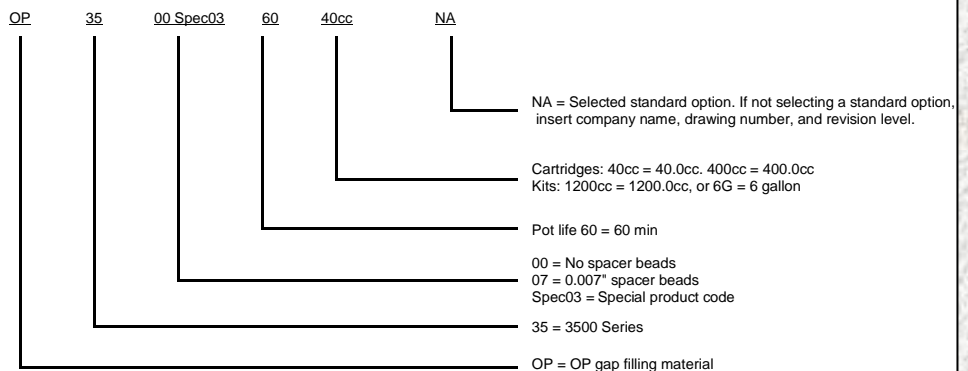 OP 35 00 Spec03 60 40cc NA
NA = Selected standard option. If not selecting a standard option,
insert company name, drawing number, and revision level.
Cartridges: 40cc = 40.0cc. 400cc = 400.0cc
Kits: 1200cc = 1200.0cc, or 6G = 6 gallon
Pot life 60 = 60 min
00 = No spacer beads
07 = 0.007" spacer beads
Spec03 = Special product code
35 = 3500 Series
OP = OP gap filling material